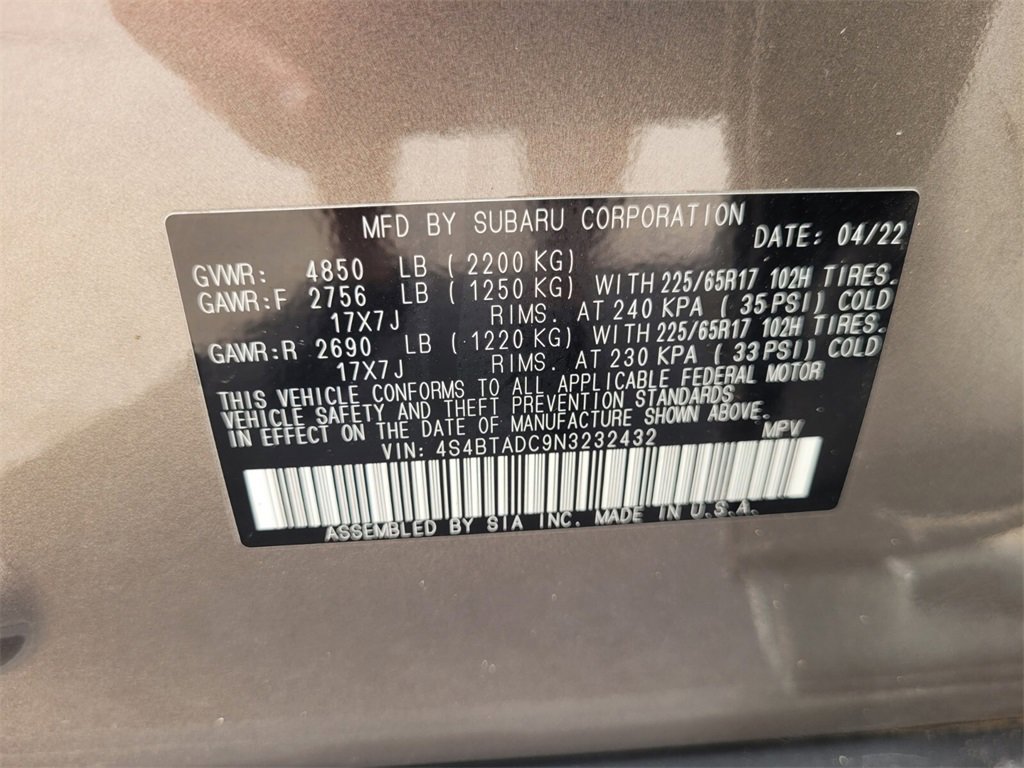 MFD BY SUBARU CORPORATION DATE: 04/22
GVWR: 4850 LB (2200 KG)
GAWR:F 2756 LB (1250 KG) WITH 225/65R17 102H TIRES.
17X7J RIMS. AT 240 KPA (35 PSI) COLD
GAWR:R 2690 LB (1220 KG) WITH 225/65R17 102H TIRES.
17X7J RIMS. AT 230 KPA (33 PSI) COLD
THIS VEHICLE CONFORMS TO ALL APPLICABLE FEDERAL MOTOR
VEHICLE SAFETY AND THEFT PREVENTION STANDARDS
IN EFFECT ON THE DATE OF MANUFACTURE SHOWN ABOVE.
VIN: 4S4BTADC9N3232432 MPV
ASSEMBLED BY SIA INC. MADE IN U.S.A.